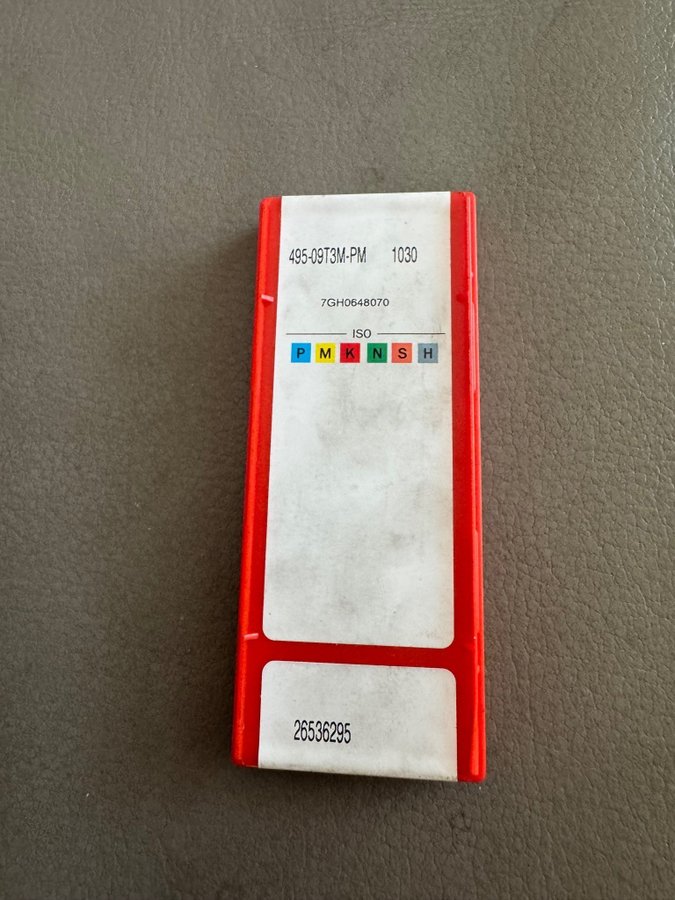 495-09T3M-PM 1030
7GH0648070
ISO
P M K N S H
26536295